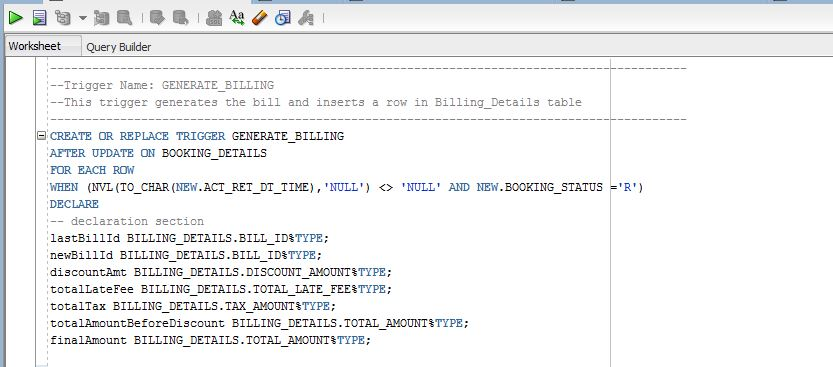 Aa
Worksheet Query Builder
--------------------------------------------------------------------------------------------
--Trigger Name: GENERATE_BILLING
--This trigger generates the bill and inserts a row in Billing_Details table
--------------------------------------------------------------------------------------------
CREATE OR REPLACE TRIGGER GENERATE_BILLING
AFTER UPDATE ON BOOKING_DETAILS
FOR EACH ROW
WHEN (NVL(TO_CHAR(NEW.ACT_RET_DT_TIME),'NULL') <> 'NULL' AND NEW.BOOKING_STATUS ='R')
DECLARE
-- declaration section
lastBillId BILLING_DETAILS.BILL_ID%TYPE;
newBillId BILLING_DETAILS.BILL_ID%TYPE;
discountAmt BILLING_DETAILS.DISCOUNT_AMOUNT%TYPE;
totalLateFee BILLING_DETAILS.TOTAL_LATE_FEE%TYPE;
totalTax BILLING_DETAILS.TAX_AMOUNT%TYPE;
totalAmountBeforeDiscount BILLING_DETAILS.TOTAL_AMOUNT%TYPE;
finalAmount BILLING_DETAILS.TOTAL_AMOUNT%TYPE;